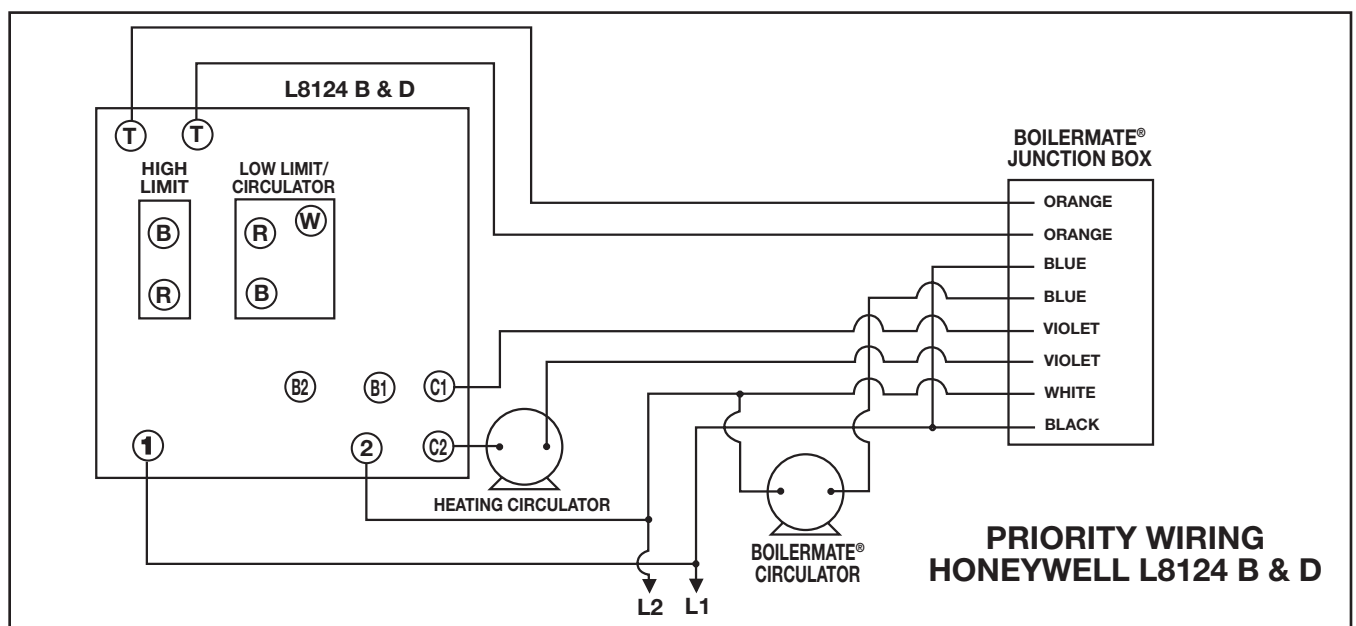 L8124 B & D
T
T
HIGH
LIMIT
LOW LIMIT/
CIRCULATOR
B
R
R
W
B
B2
B1
C1
1
2
C2
HEATING CIRCULATOR
BOILERMATE®
JUNCTION BOX
ORANGE
ORANGE
BLUE
BLUE
VIOLET
VIOLET
WHITE
BLACK
BOILERMATE®
CIRCULATOR
L2
L1
PRIORITY WIRING
HONEYWELL L8124 B & D